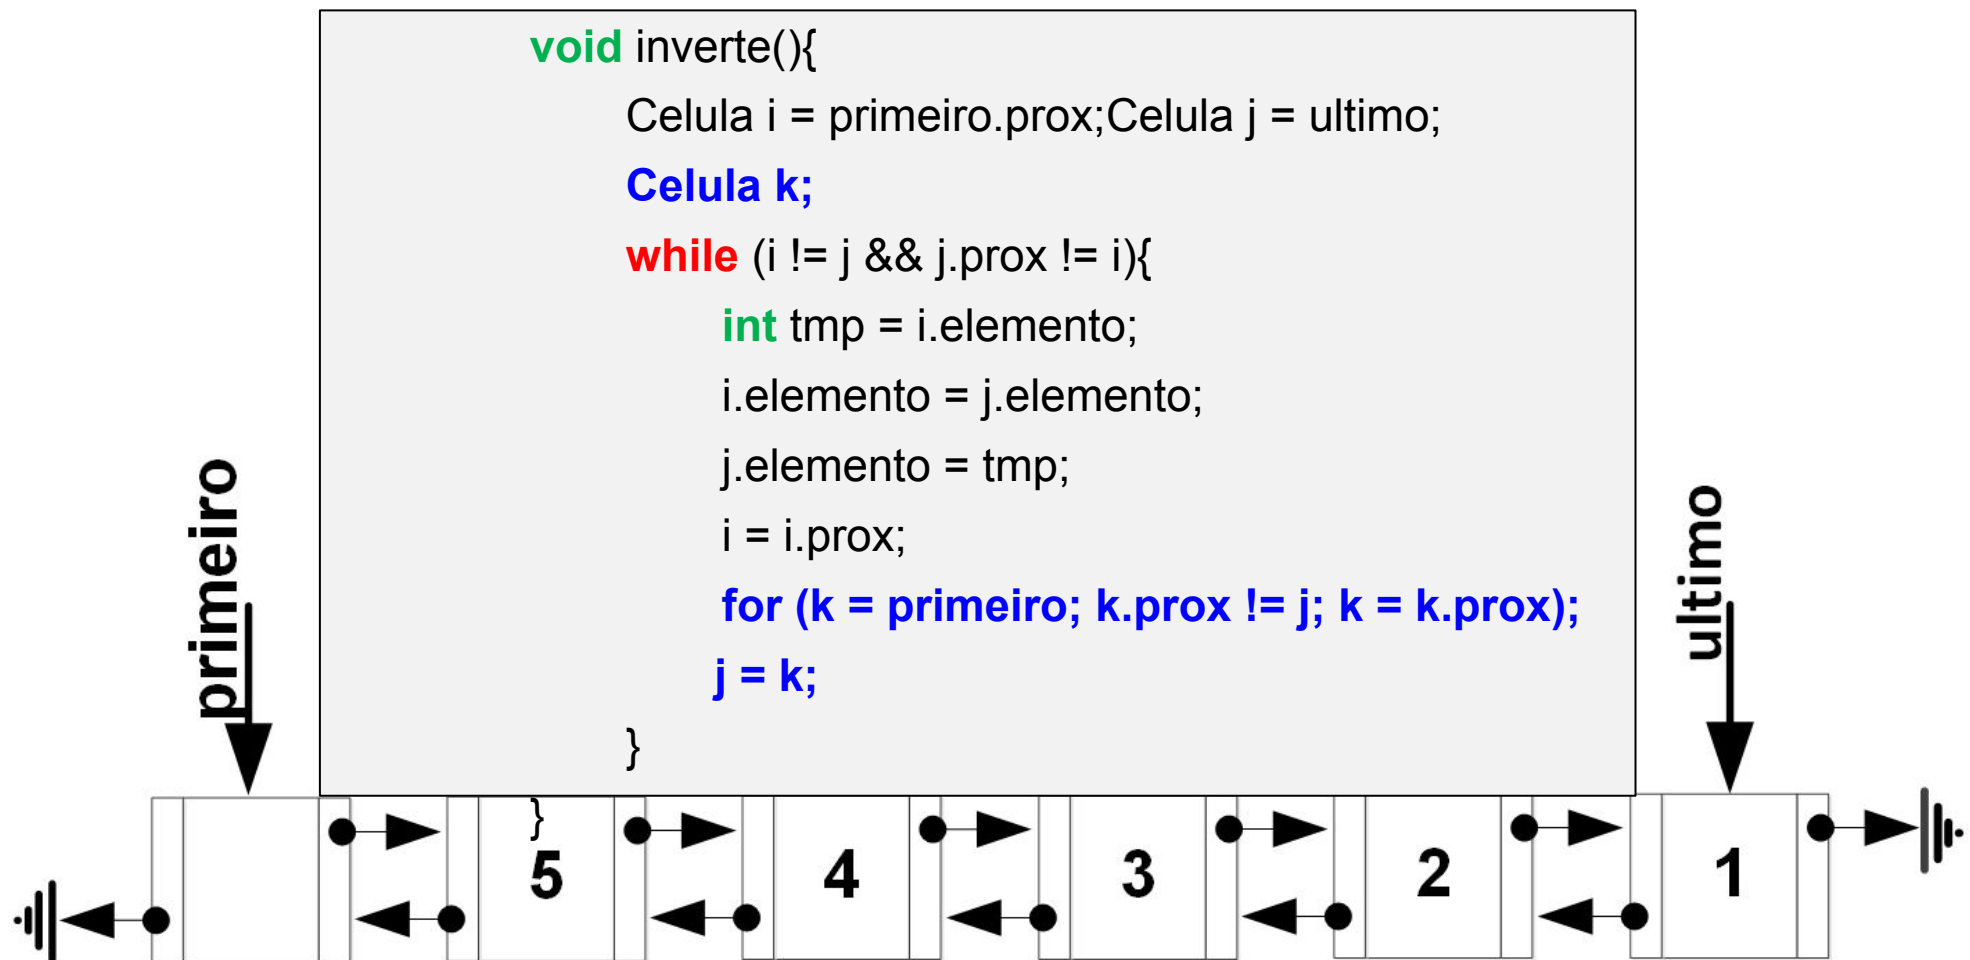 void inverte(){
Celula i = primeiro.prox;Celula j = ultimo;
Celula k;
while (i != j && j.prox != i){
int tmp = i.elemento;
i.elemento = j.elemento;
j.elemento = tmp;
i = i.prox;
for (k = primeiro; k.prox != j; k = k.prox);
j = k;
}
}
primeiro
ultimo
5 4 3 2 1